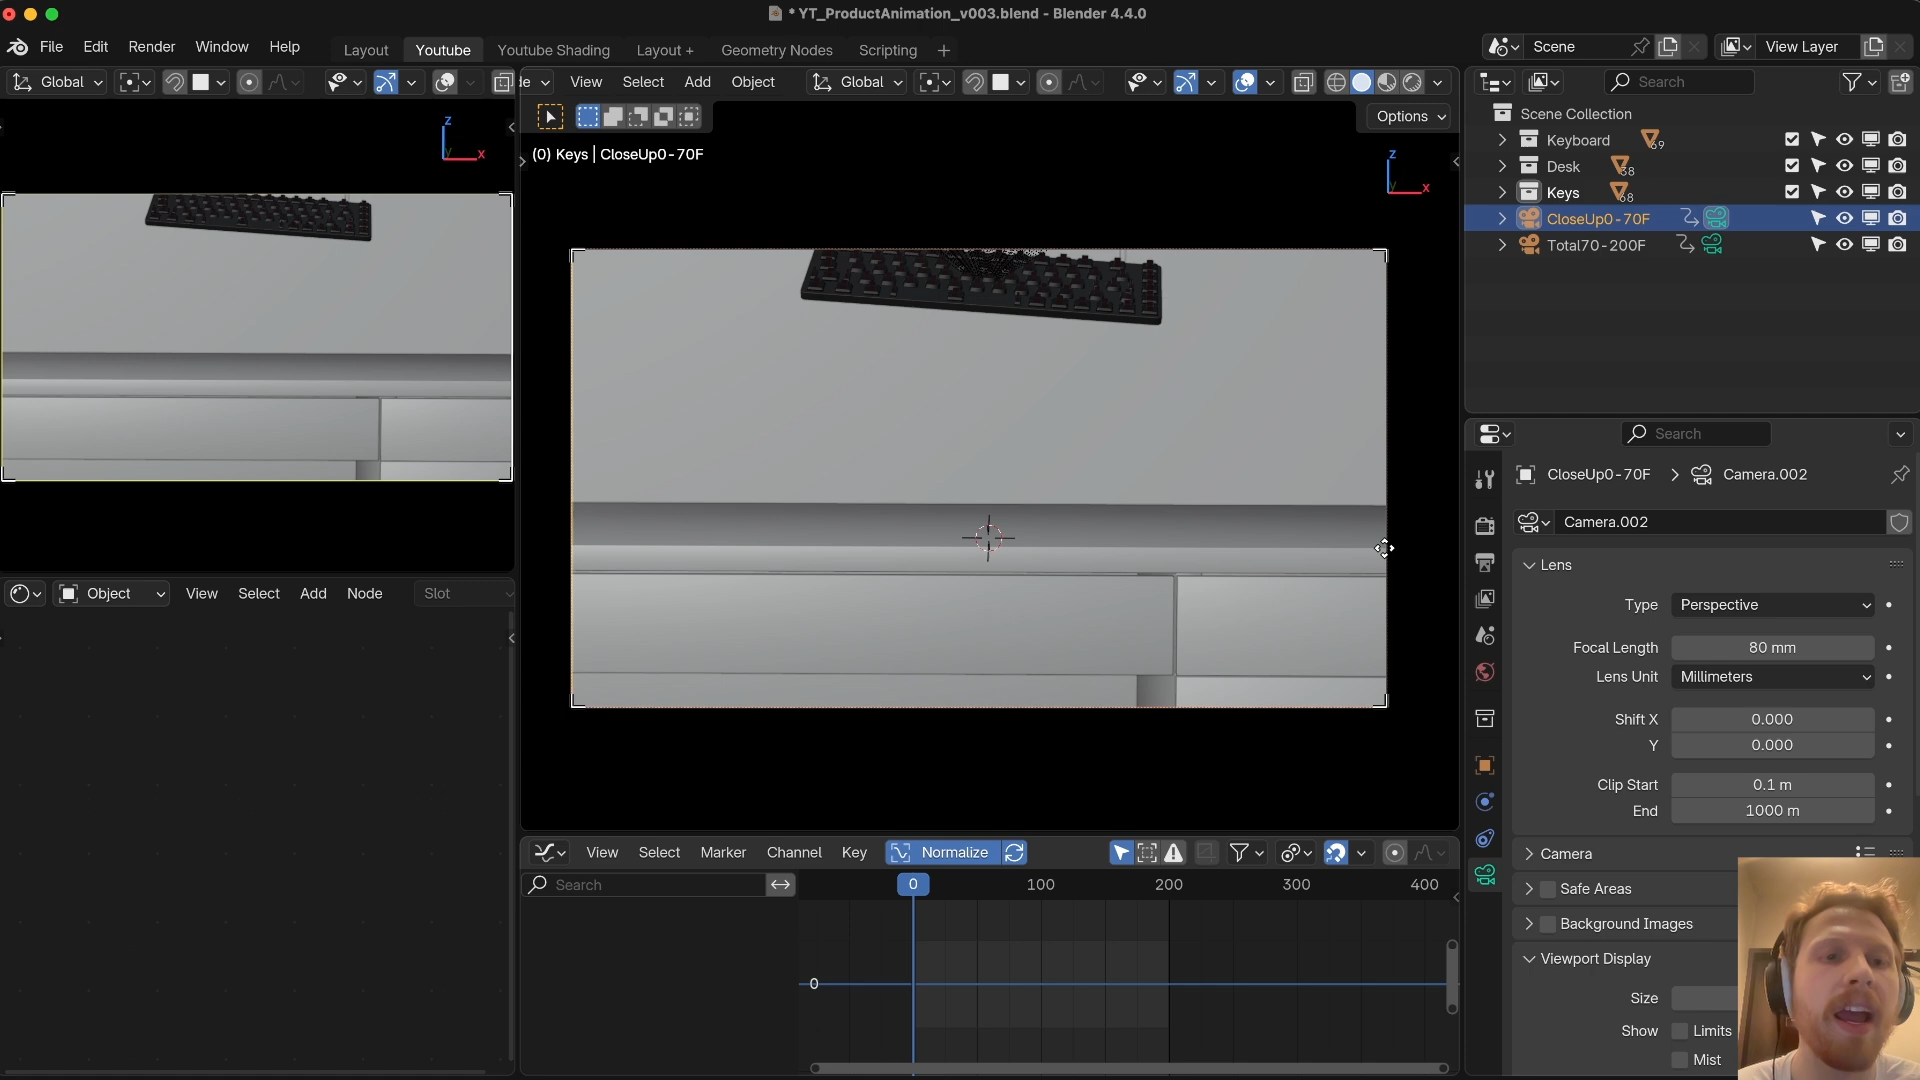 * YT_ProductAnimation_v003.blend - Blender 4.4.0
File Edit Render Window Help
Layout Youtube Youtube Shading Layout + Geometry Nodes Scripting
Scene View Layer
Global
de View Select Add Object Global
Search
Options
(0) Keys | CloseUp0-70F
z
x
Y
z
x
Y
Scene Collection
Keyboard 69
Desk 38
Keys 68
CloseUp0-70F
Total70-200F
Search
CloseUp0-70F > Camera.002
Camera.002
Lens
Type Perspective
Focal Length 80 mm
Lens Unit Millimeters
Shift X 0.000
Y 0.000
Clip Start 0.1 m
End 1000 m
Camera
Safe Areas
Background Images
Viewport Display
Size
Show Limits
Mist
Object View Select Add Node Slot
View Select Marker Channel Key Normalize
Search
0 100 200 300 400
0